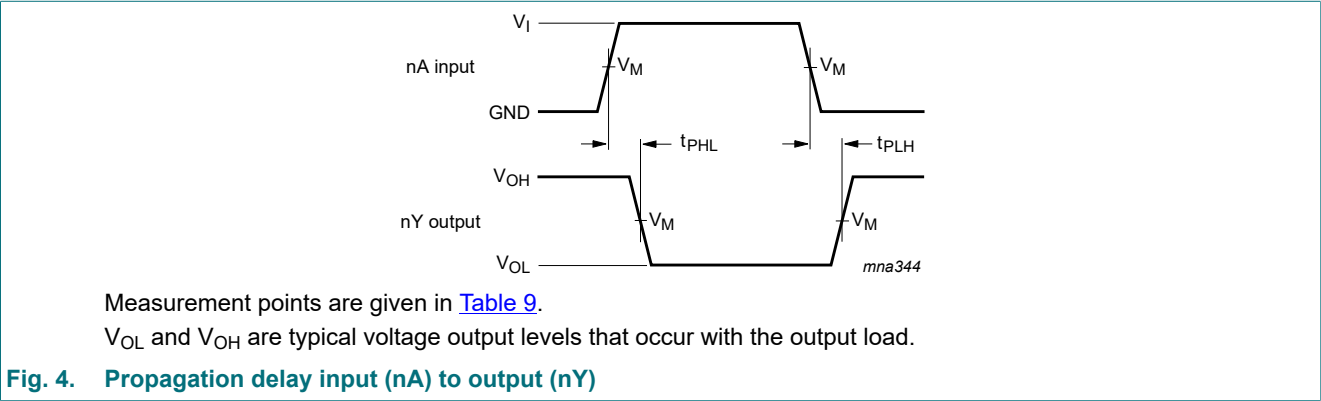 V_I
nA input
V_M
V_M
GND
t_PHL
t_PLH
V_OH
nY output
V_M
V_M
V_OL
mna344
Measurement points are given in Table 9.
V_OL and V_OH are typical voltage output levels that occur with the output load.
Fig. 4. Propagation delay input (nA) to output (nY)